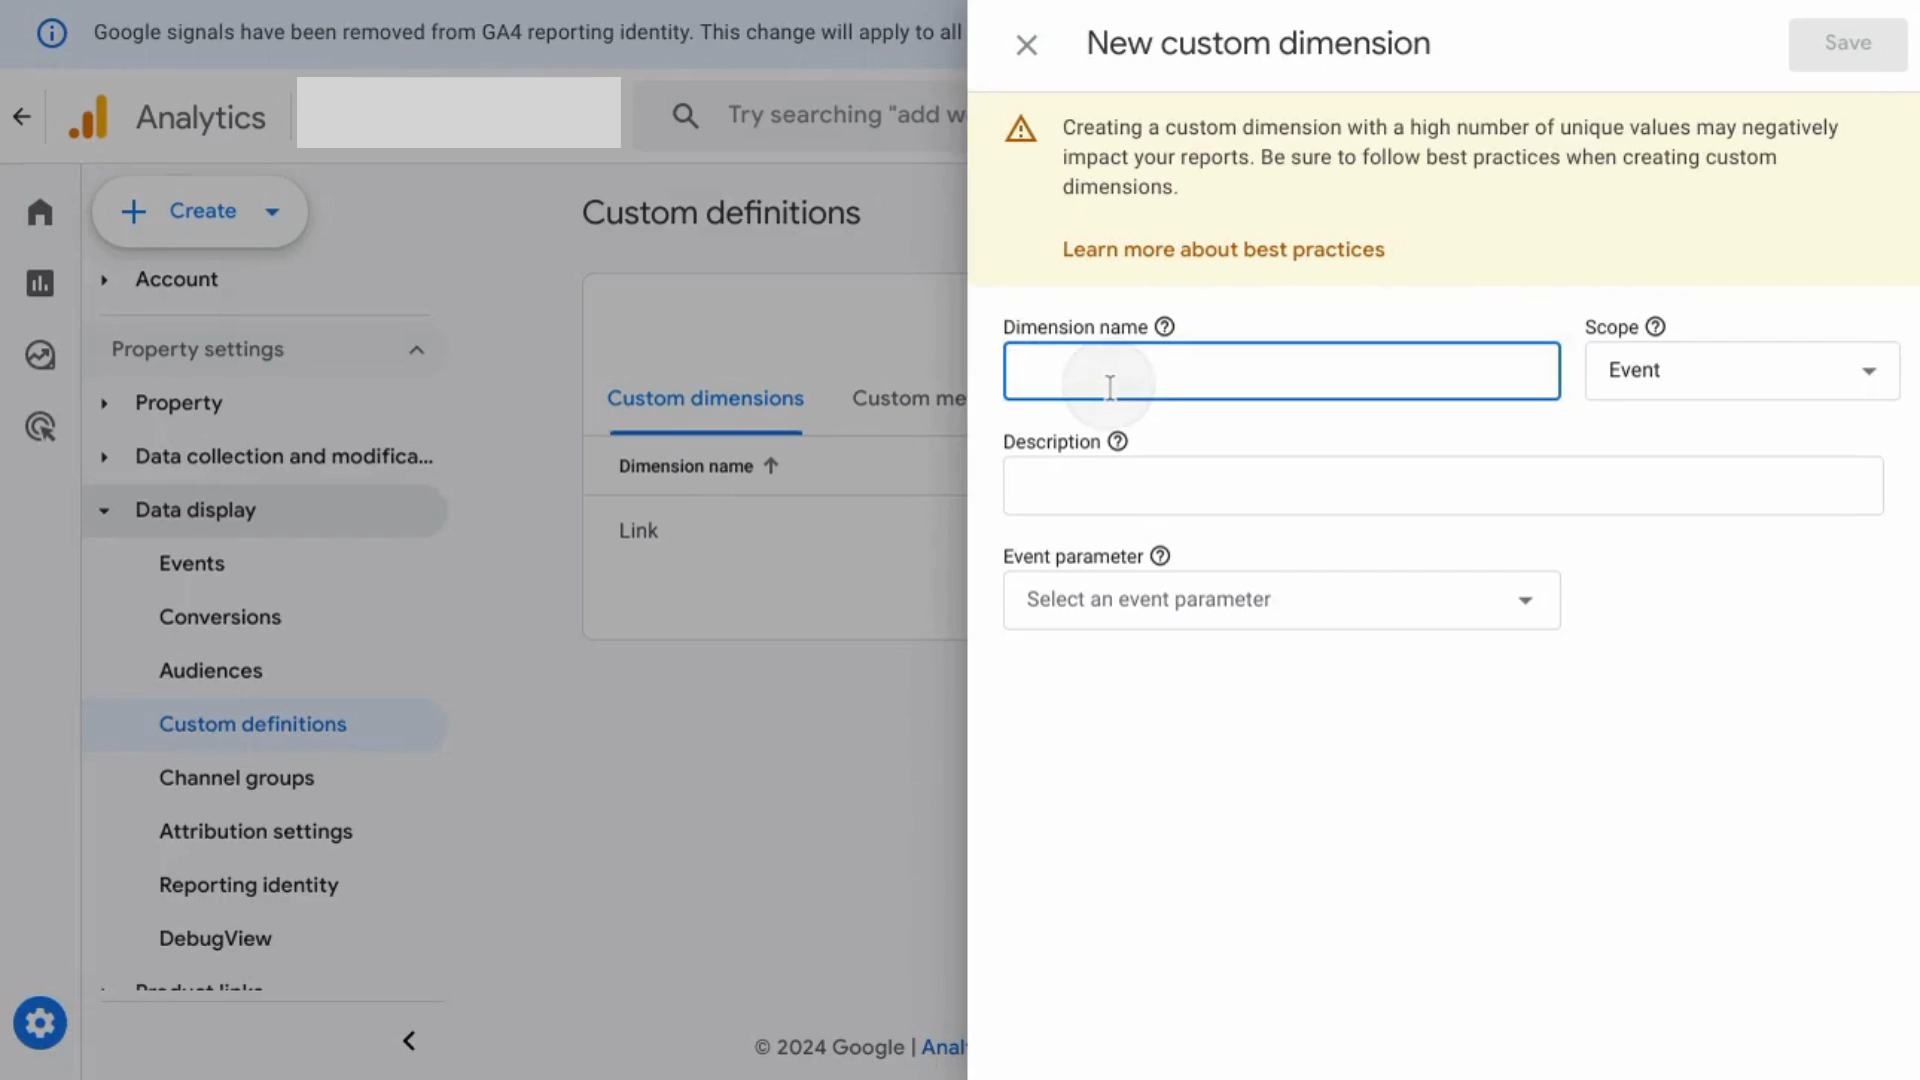 Google signals have been removed from GA4 reporting identity. This change will apply to all
Analytics
Try searching "add w
Create
Account
Property settings
Property
Data collection and modifica...
Data display
Events
Conversions
Audiences
Custom definitions
Channel groups
Attribution settings
Reporting identity
DebugView
Product links
Custom definitions
Custom dimensions
Custom me
Dimension name
Link
© 2024 Google | Anal
New custom dimension
Save
Creating a custom dimension with a high number of unique values may negatively
impact your reports. Be sure to follow best practices when creating custom
dimensions.
Learn more about best practices
Dimension name
Scope
Event
Description
Event parameter
Select an event parameter